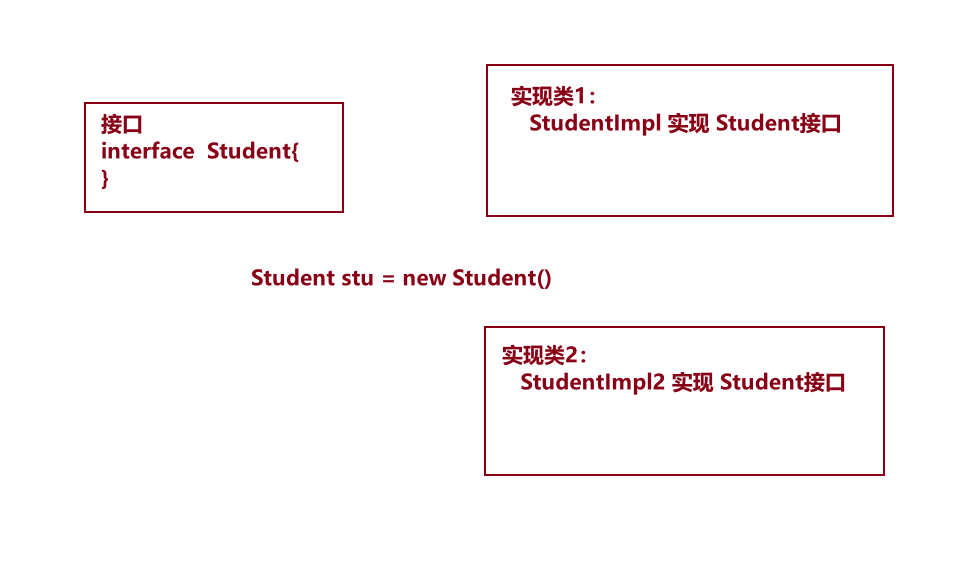 接口
interface  Student{
}
实现类1：
StudentImpl 实现 Student接口
Student stu = new Student()
实现类2：
StudentImpl2 实现 Student接口